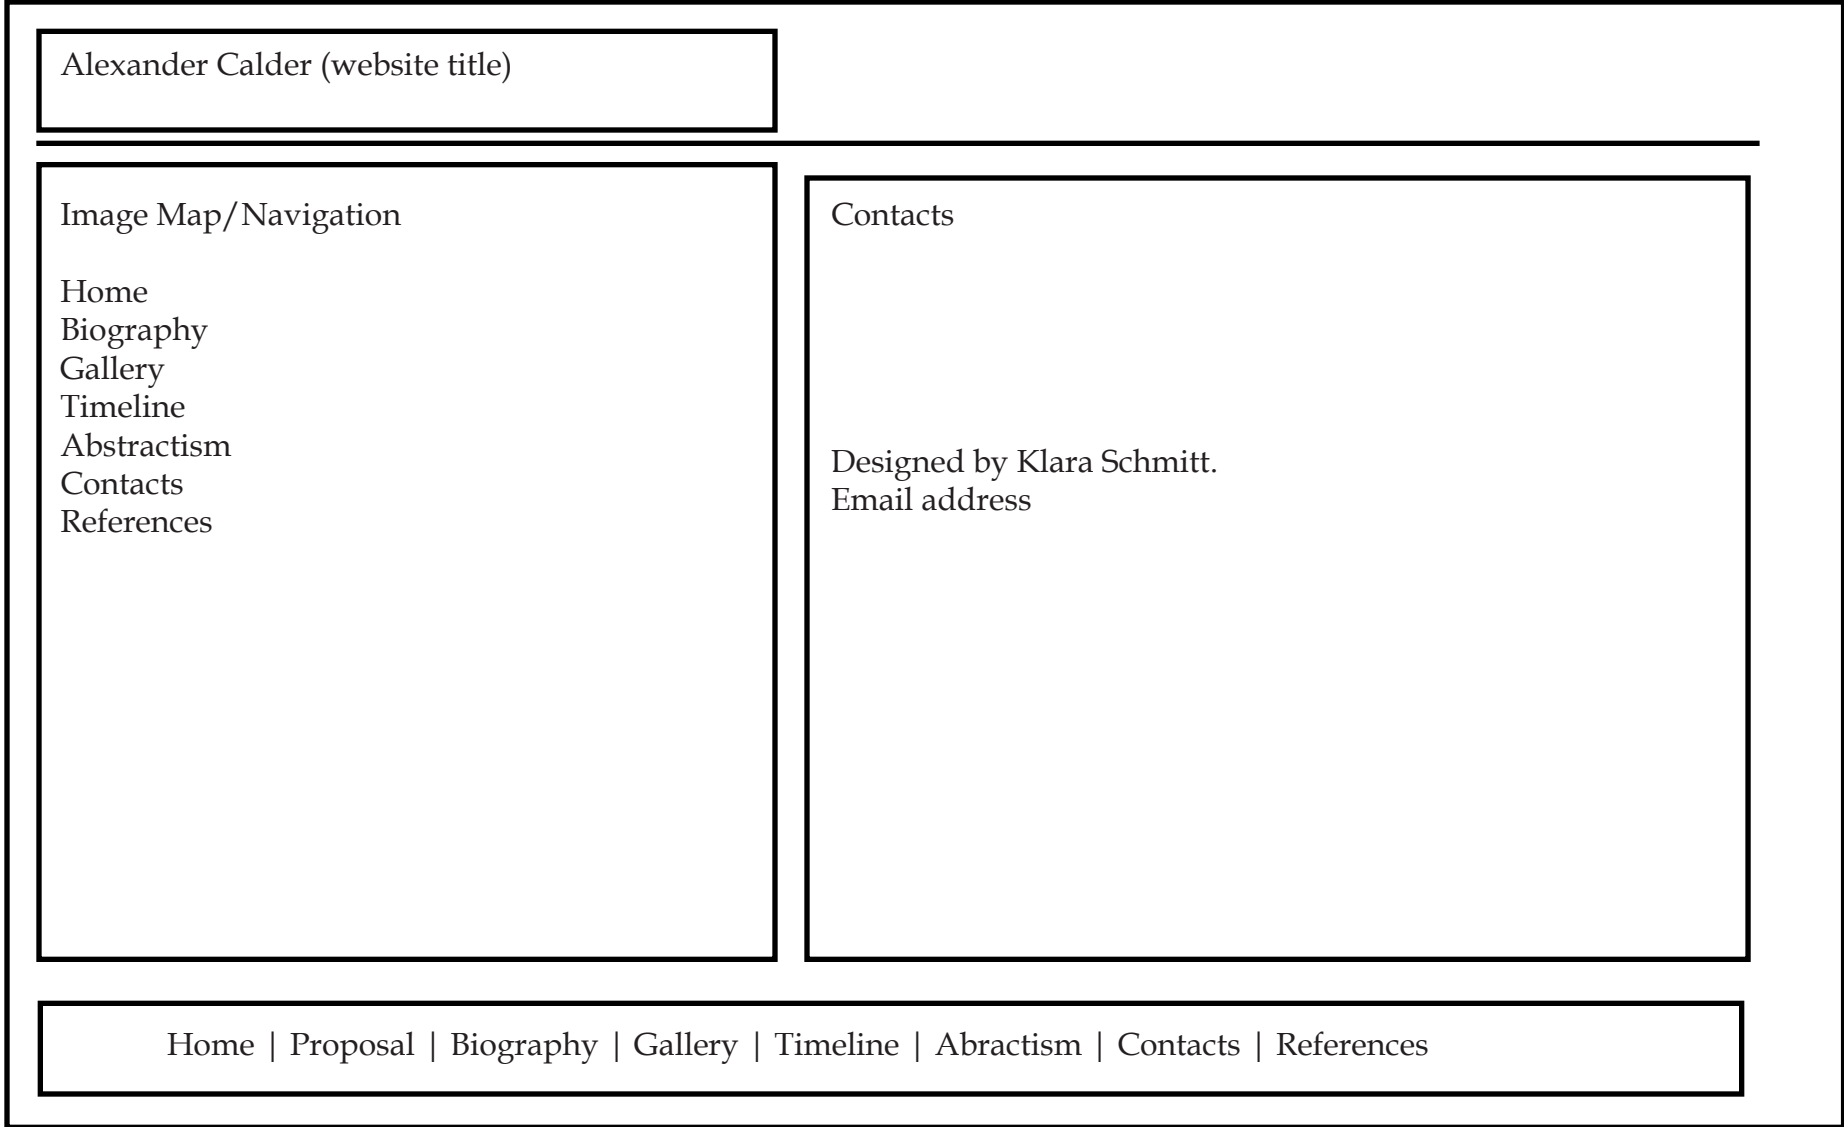 Alexander Calder (website title)
Image Map/Navigation
Home
Biography
Gallery
Timeline
Abstractism
Contacts
References
Contacts
Designed by Klara Schmitt.
Email address
Home | Proposal | Biography | Gallery | Timeline | Abractism | Contacts | References